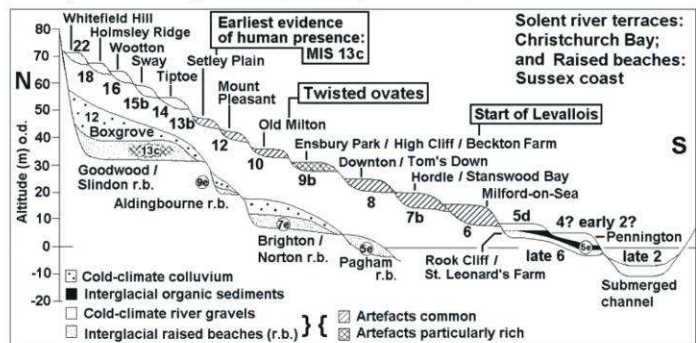 Whitefield Hill
Holmsley Ridge
Wootton
Sway
Tiptoe
Setley Plain
Mount
Pleasant
Old Milton
Ensbury Park / High Cliff / Beckton Farm
Downton / Tom's Down
Hordle / Stanswood Bay
Milford-on-Sea
Pennington
Earliest evidence
of human presence:
MIS 13c
Twisted ovates
Start of Levallois
Solent river terraces:
Christchurch Bay;
and Raised beaches:
Sussex coast
N
S
Altitude (m) o.d.
80
70
60
50
40
30
20
10
0
-10
-20
22
18
16
15b
14
13b
12
10
9b
8
7b
6
5d
4? early 2?
5e
late 6
late 2
Submerged
channel
Rook Cliff /
St. Leonard's Farm
12
Boxgrove
13c
Goodwood /
Slindon r.b.
9e
Aldingbourne r.b.
7e
Brighton /
Norton r.b.
5e
Pagham
r.b.
Cold-climate colluvium
Interglacial organic sediments
Cold-climate river gravels
Interglacial raised beaches (r.b.)
} {
Artefacts common
Artefacts particularly rich